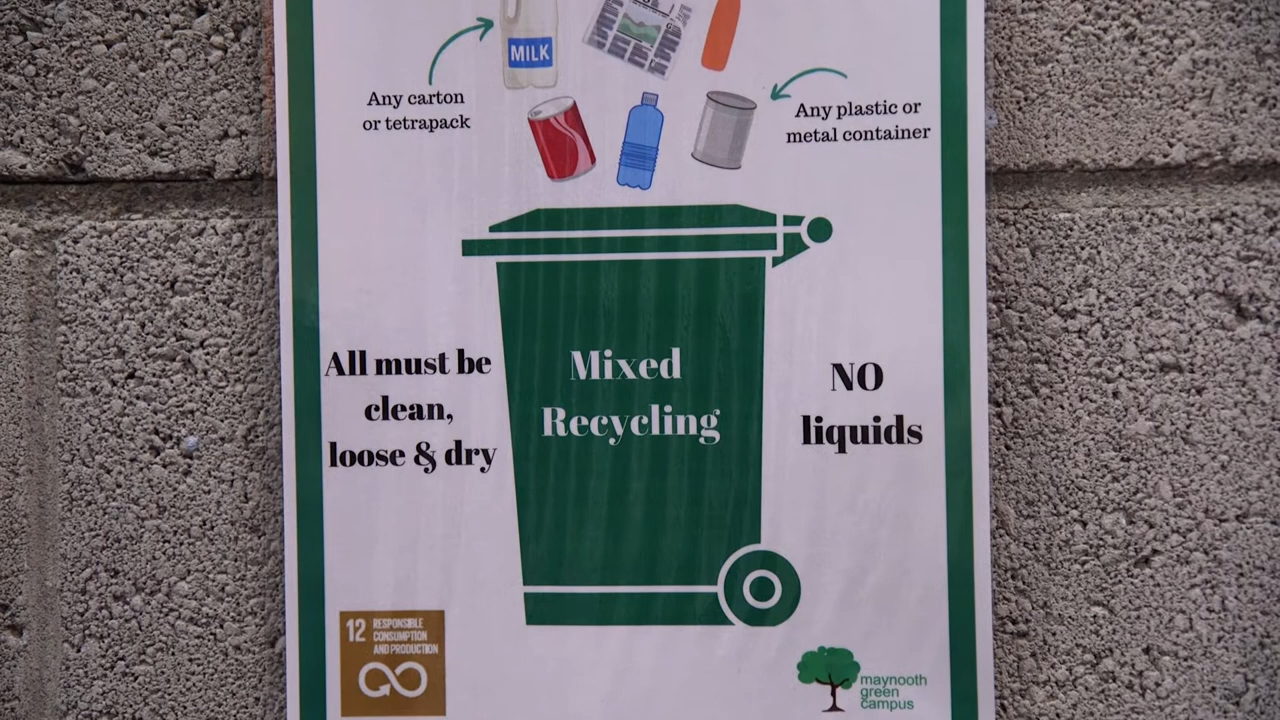 MILK
Any carton
or tetrapack
Any plastic or
metal container
All must be
clean,
loose & dry
Mixed
Recycling
NO
liquids
12 RESPONSIBLE
CONSUMPTION
AND PRODUCTION
maynooth
green
campus